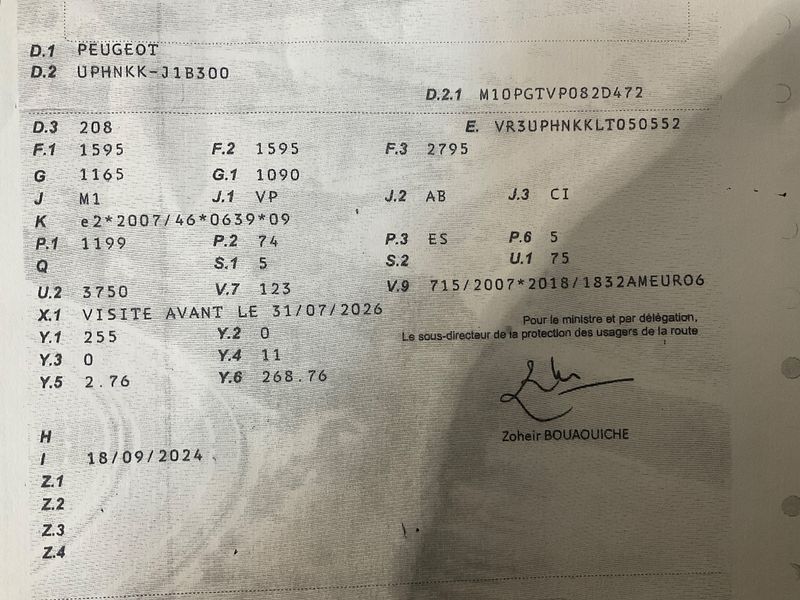 D.1 PEUGEOT
D.2 UPHNKK-J1B300
D.2.1 M10PGTVP082D472
D.3 208 E. VR3UPHNKKLT050552
F.1 1595 F.2 1595 F.3 2795
G 1165 G.1 1090
J M1 J.1 VP J.2 AB J.3 CI
K e2*2007/46*0639*09
P.1 1199 P.2 74 P.3 ES P.6 5
Q S.1 5 S.2 U.1 75
U.2 3750 V.7 123 V.9 715/2007*2018/1832AMEURO6
X.1 VISITE AVANT LE 31/07/2026
Pour le ministre et par délégation,
Y.1 255 Y.2 0 Le sous-directeur de la protection des usagers de la route
Y.3 0 Y.4 11
Y.5 2.76 Y.6 268.76
Zoheir BOUAOUICHE
H
I 18/09/2024
Z.1
Z.2
Z.3
Z.4